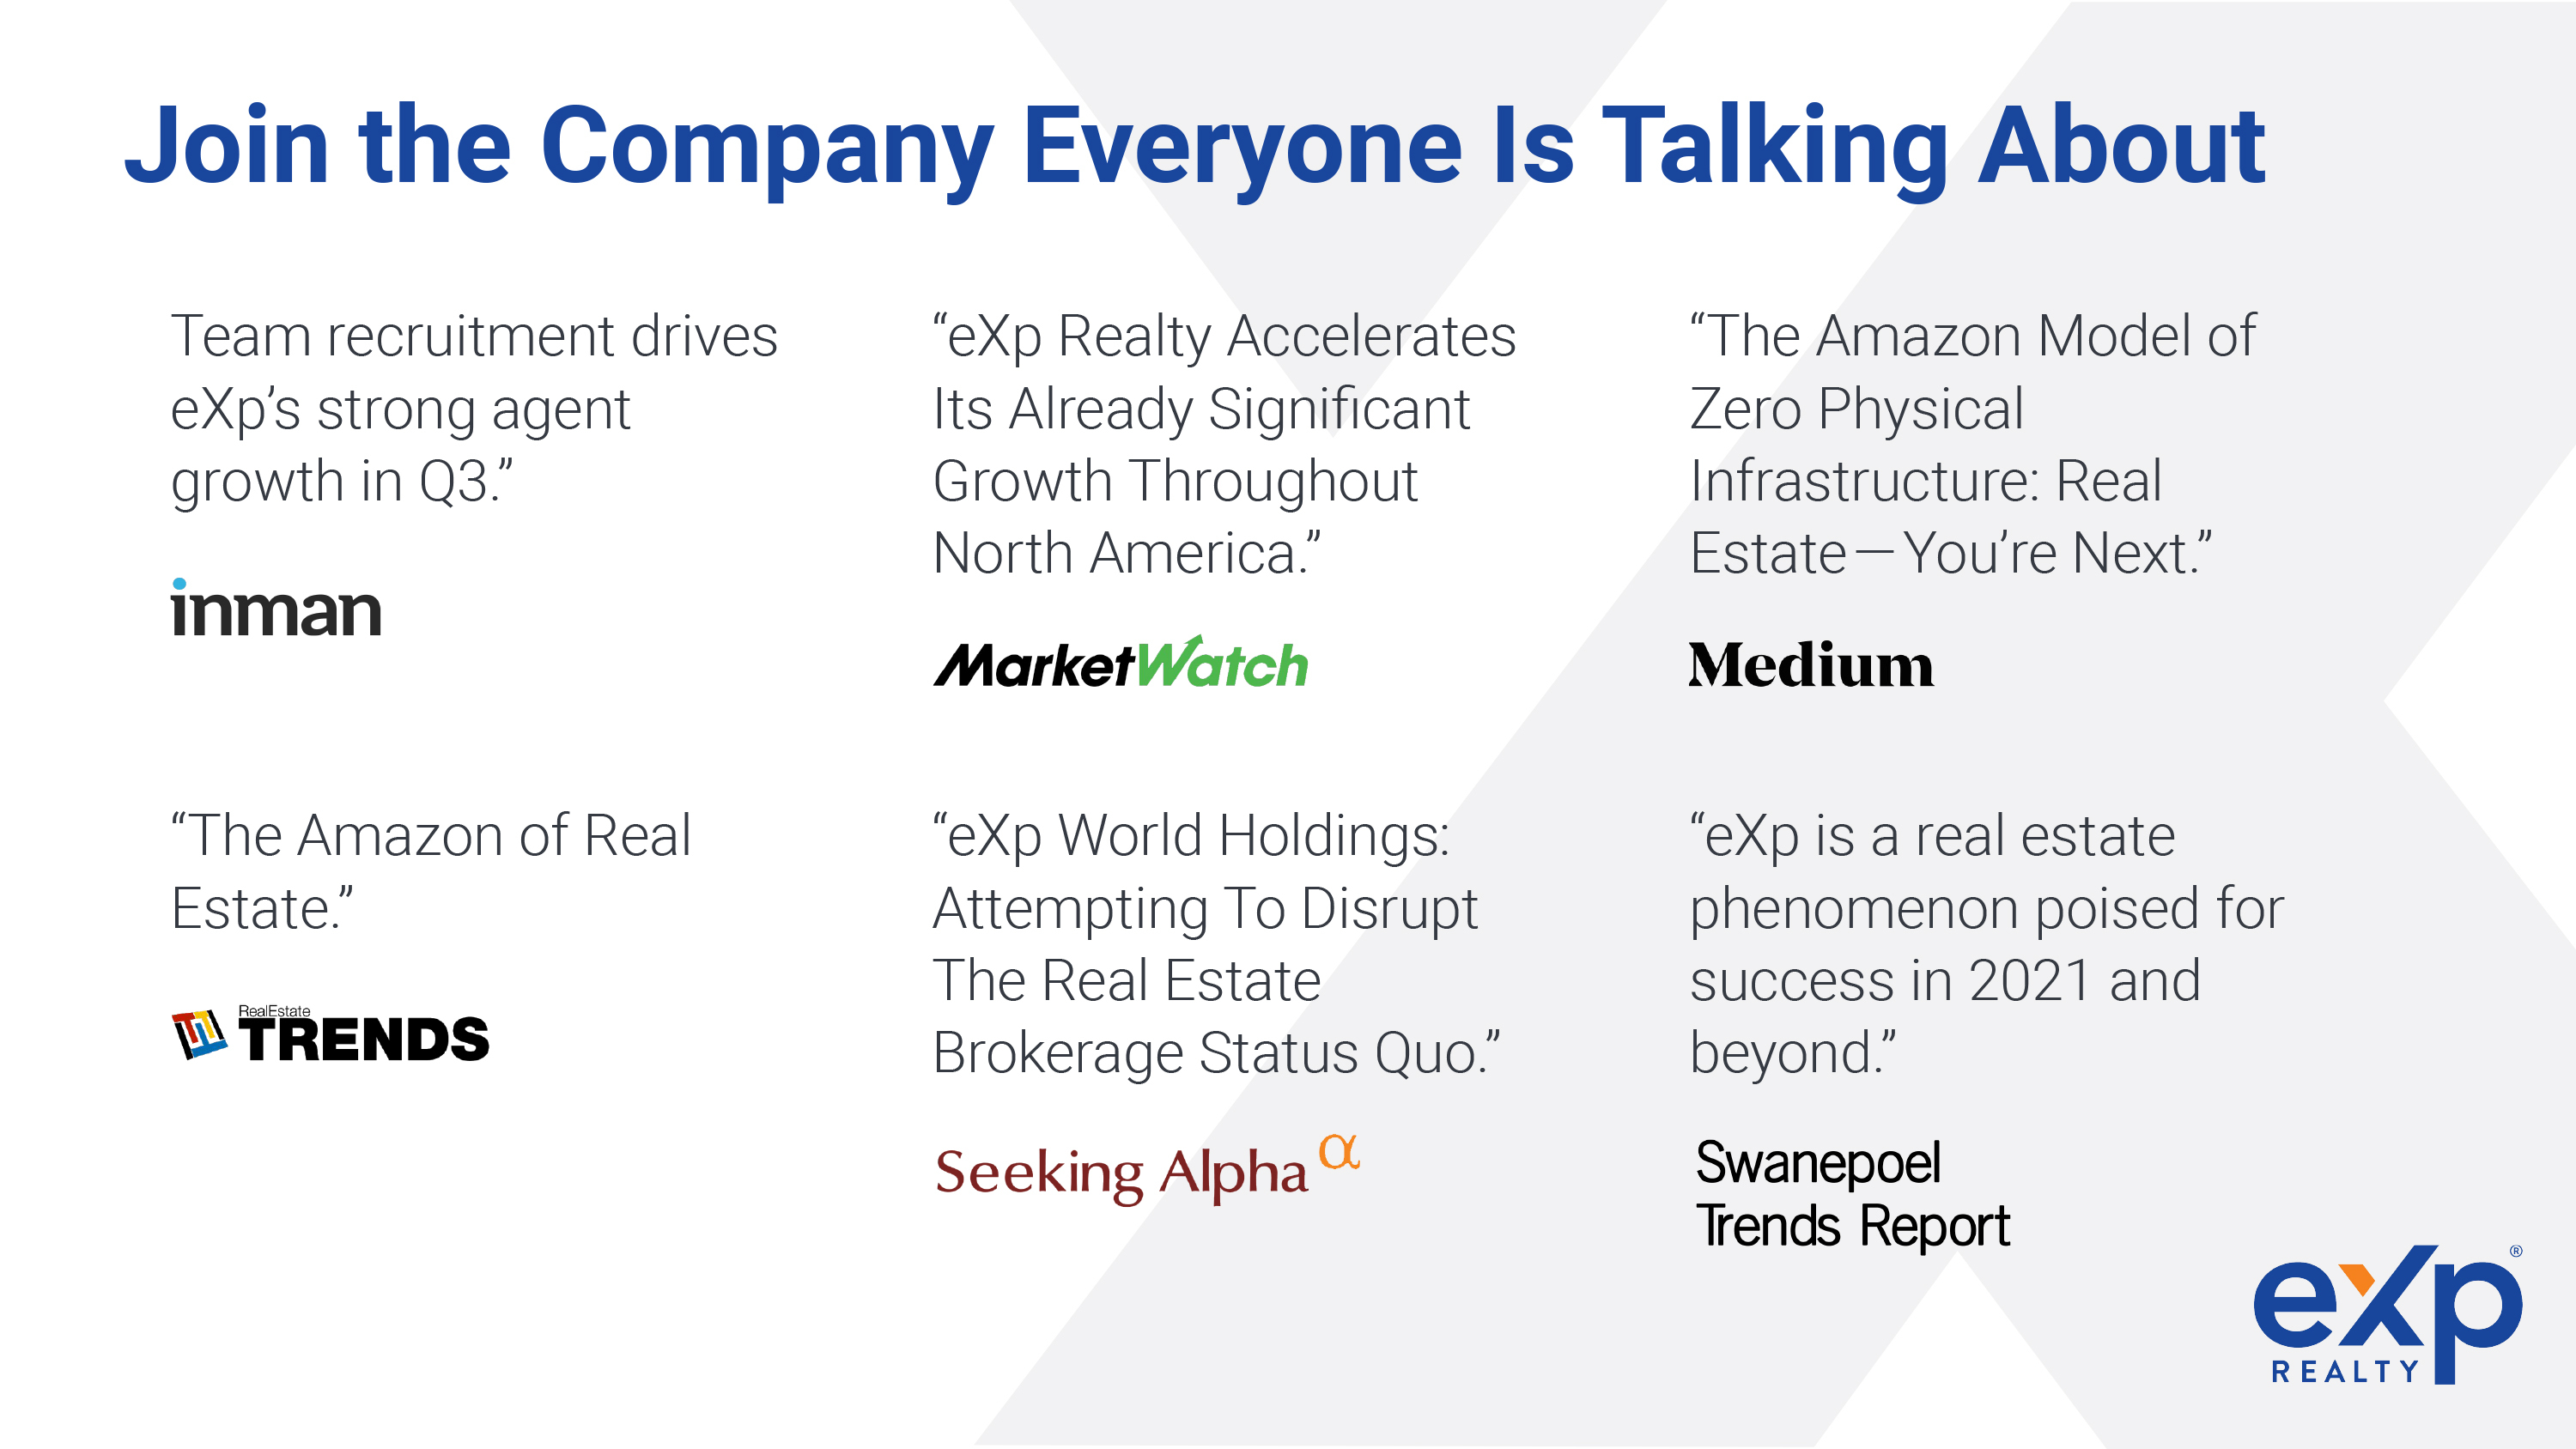 Join the Company Everyone Is Talking About
Team recruitment drives
eXp’s strong agent
growth in Q3.”
inman
“eXp Realty Accelerates
Its Already Significant
Growth Throughout
North America.”
MarketWatch
“The Amazon Model of
Zero Physical
Infrastructure: Real
Estate — You’re Next.”
Medium
“The Amazon of Real
Estate.”
RealEstate
TRENDS
“eXp World Holdings:
Attempting To Disrupt
The Real Estate
Brokerage Status Quo.”
Seeking Alpha α
“eXp is a real estate
phenomenon poised for
success in 2021 and
beyond.”
Swanepoel
Trends Report
eXp®
REALTY